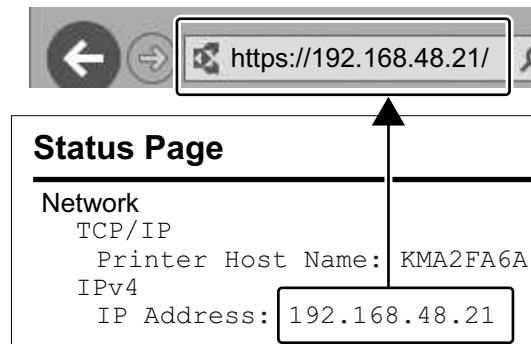 https://192.168.48.21/
Status Page
Network
TCP/IP
Printer Host Name: KMA2FA6A
IPv4
IP Address: 192.168.48.21